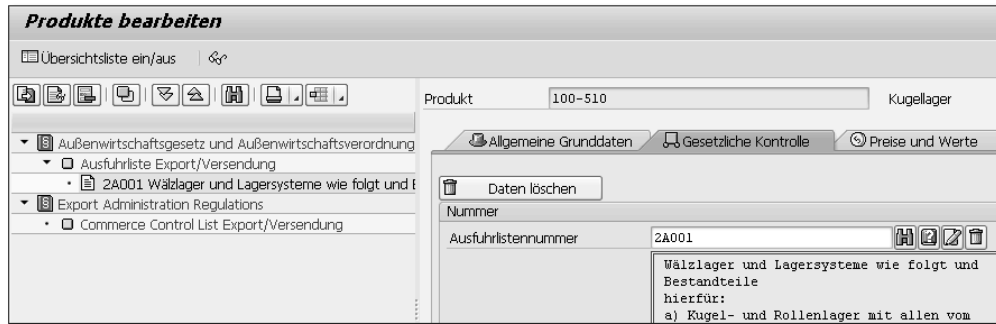 Produkte bearbeiten
Übersichtsliste ein/aus
Produkt 100-510 Kugellager
Außenwirtschaftsgesetz und Außenwirtschaftsverordnung
Ausfuhrliste Export/Versendung
2A001 Wälzlager und Lagersysteme wie folgt und
Export Administration Regulations
Commerce Control List Export/Versendung
Allgemeine Grunddaten Gesetzliche Kontrolle Preise und Werte
Daten löschen
Nummer
Ausfuhrlistennummer 2A001
Wälzlager und Lagersysteme wie folgt und
Bestandteile
hierfür:
a) Kugel- und Rollenlager mit allen vom